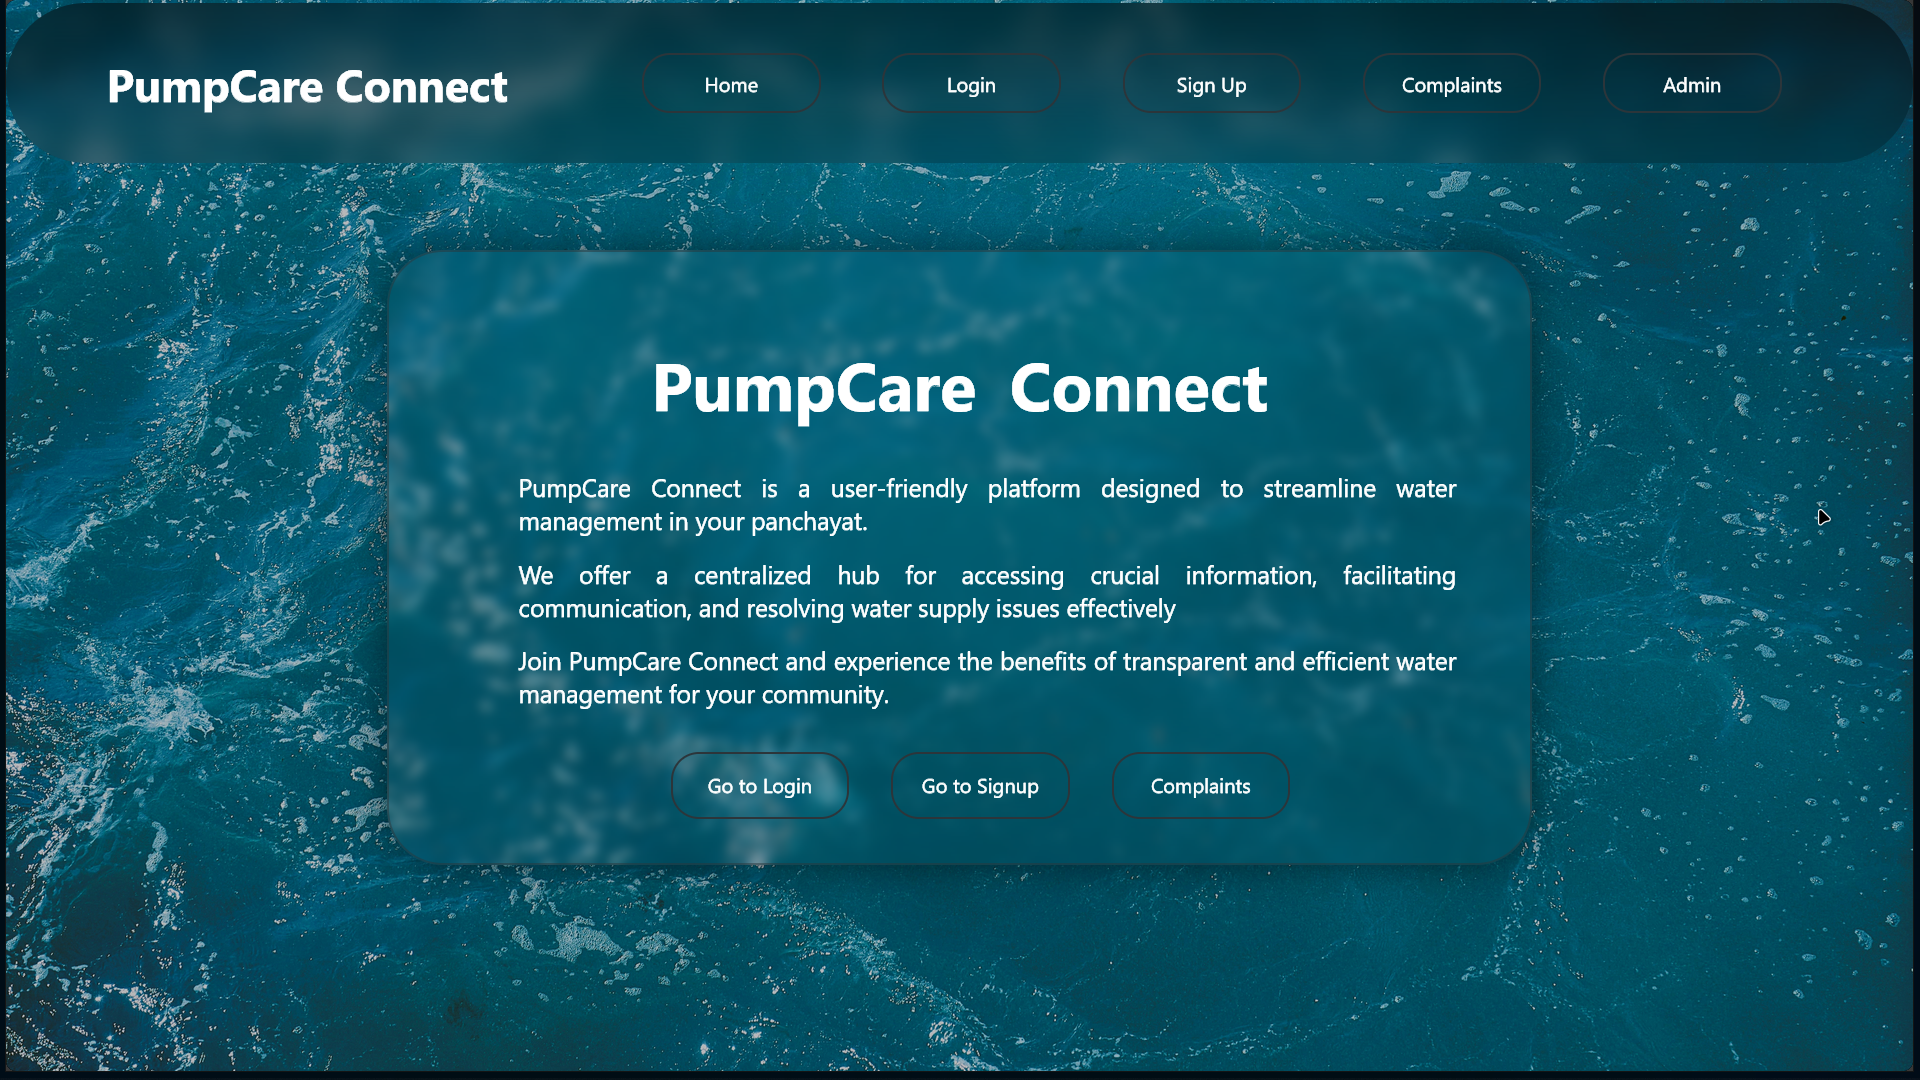 PumpCare Connect
Home
Login
Sign Up
Complaints
Admin
PumpCare Connect
PumpCare Connect is a user-friendly platform designed to streamline water
management in your panchayat.
We offer a centralized hub for accessing crucial information, facilitating
communication, and resolving water supply issues effectively
Join PumpCare Connect and experience the benefits of transparent and efficient water
management for your community.
Go to Login
Go to Signup
Complaints